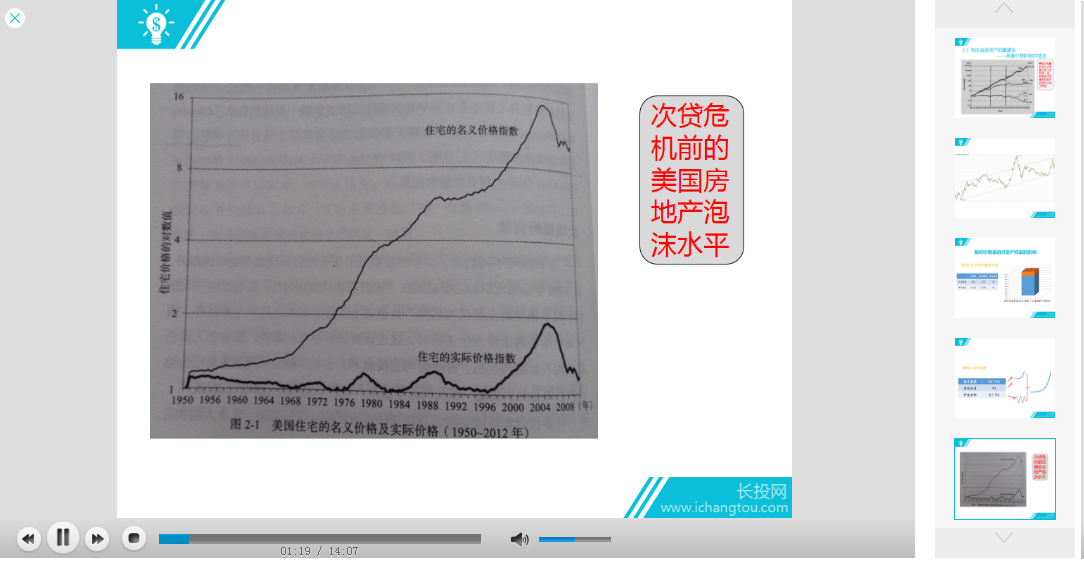 16
住宅的名义价格指数
8
住宅价格的对数值
4
2
住宅的实际价格指数
1
1950 1956 1960 1964 1968 1972 1976 1980 1984 1988 1992 1996 2000 2004 2008 (年)
图 2-1 美国住宅的名义价格及实际价格（1950~2012 年）
次贷危
机前的
美国房
地产泡
沫水平
长投网
www.ichangtou.com
01:19 / 14:07